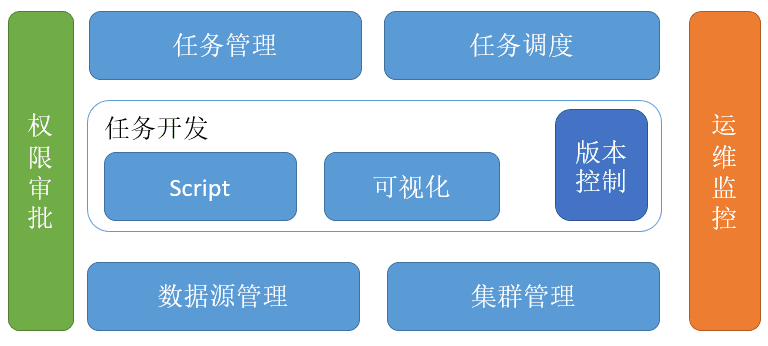 权限审批
任务管理
任务调度
任务开发
Script
可视化
版本
控制
数据源管理
集群管理
运维监控